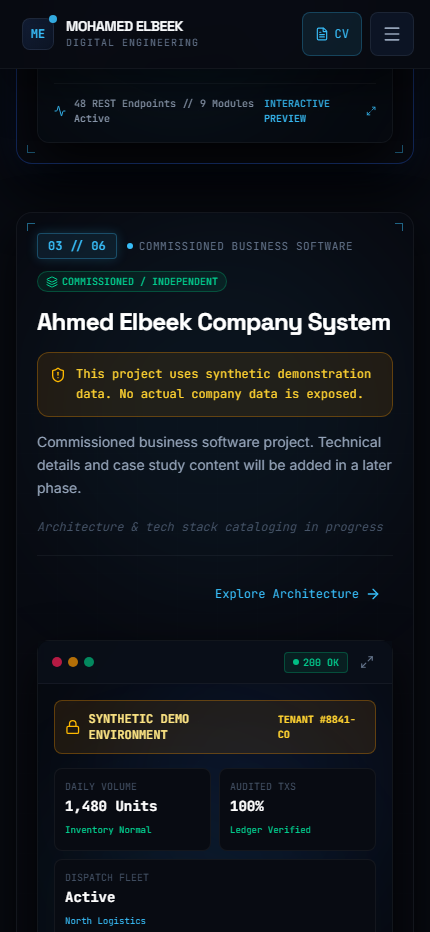 ME
MOHAMED ELBEEK
DIGITAL ENGINEERING
CV
48 REST Endpoints // 9 Modules Active
INTERACTIVE PREVIEW
03 // 06
COMMISSIONED BUSINESS SOFTWARE
COMMISSIONED / INDEPENDENT
Ahmed Elbeek Company System
This project uses synthetic demonstration
data. No actual company data is exposed.
Commissioned business software project. Technical
details and case study content will be added in a later
phase.
Architecture & tech stack cataloging in progress
Explore Architecture →
200 OK
SYNTHETIC DEMO
ENVIRONMENT
TENANT #8841-
CO
DAILY VOLUME
1,480 Units
Inventory Normal
AUDITED TXS
100%
Ledger Verified
DISPATCH FLEET
Active
North Logistics